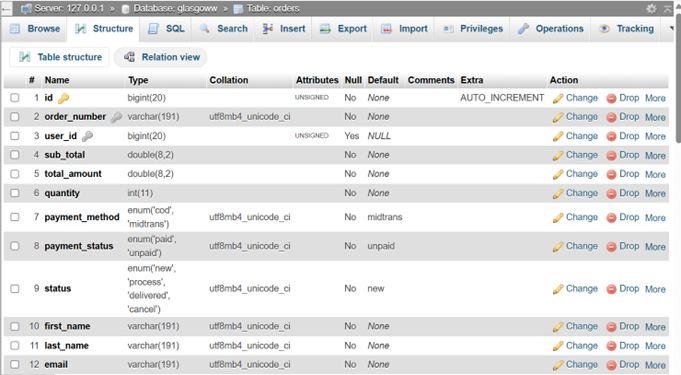 Server: 127.0.0.1 » Database: glasgoww » Table: orders
Browse Structure SQL Search Insert Export Import Privileges Operations Tracking
Table structure Relation view
# Name Type Collation Attributes Null Default Comments Extra Action
1 id bigint(20) UNSIGNED No None AUTO_INCREMENT Change Drop More
2 order_number varchar(191) utf8mb4_unicode_ci No None Change Drop More
3 user_id bigint(20) UNSIGNED Yes NULL Change Drop More
4 sub_total double(8,2) No None Change Drop More
5 total_amount double(8,2) No None Change Drop More
6 quantity int(11) No None Change Drop More
7 payment_method enum('cod', 'midtrans') utf8mb4_unicode_ci No midtrans Change Drop More
8 payment_status enum('paid', 'unpaid') utf8mb4_unicode_ci No unpaid Change Drop More
9 status enum('new', 'process', 'delivered', 'cancel') utf8mb4_unicode_ci No new Change Drop More
10 first_name varchar(191) utf8mb4_unicode_ci No None Change Drop More
11 last_name varchar(191) utf8mb4_unicode_ci No None Change Drop More
12 email varchar(191) utf8mb4_unicode_ci No None Change Drop More